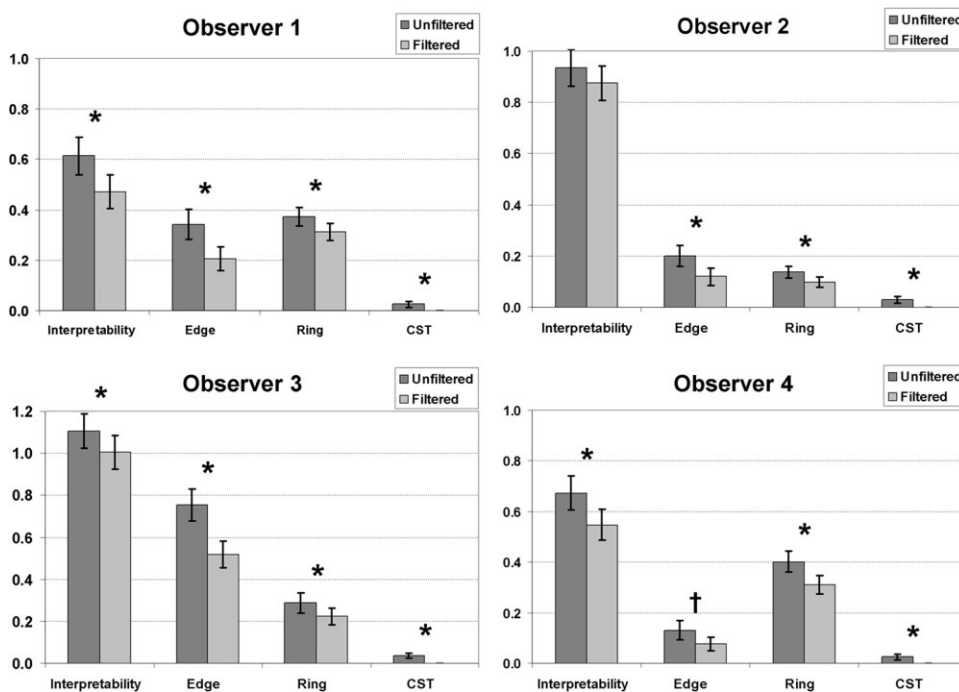 Observer 1
Unfiltered
Filtered
1.0
0.8
0.6
0.4
0.2
0.0
*
*
*
*
Interpretability Edge Ring CST
Observer 2
Unfiltered
Filtered
1.0
0.8
0.6
0.4
0.2
0.0
*
*
*
Interpretability Edge Ring CST
Observer 3
Unfiltered
Filtered
1.2
1.0
0.8
0.6
0.4
0.2
0.0
*
*
*
*
Interpretability Edge Ring CST
Observer 4
Unfiltered
Filtered
1.0
0.8
0.6
0.4
0.2
0.0
*
†
*
*
Interpretability Edge Ring CST